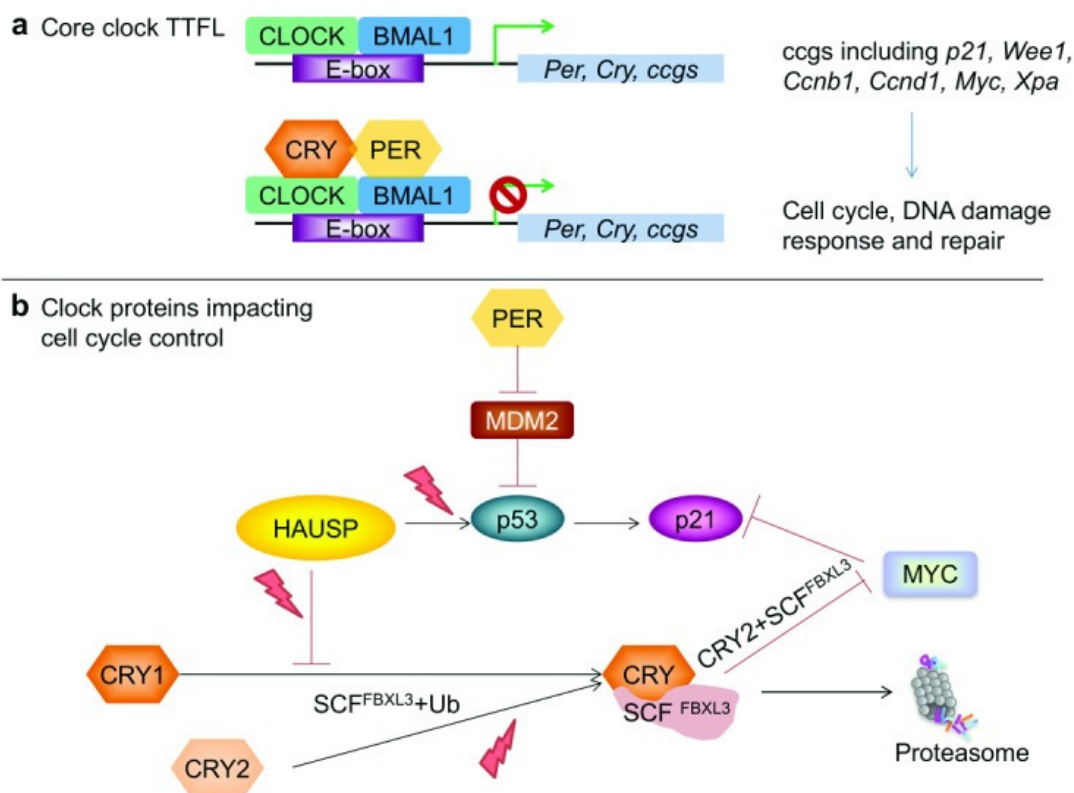 a Core clock TTFL
CLOCK BMAL1
E-box
Per, Cry, ccgs
ccgs including p21, Wee1,
Ccnb1, Ccnd1, Myc, Xpa
CRY PER
CLOCK BMAL1
E-box
Per, Cry, ccgs
Cell cycle, DNA damage
response and repair
b Clock proteins impacting
cell cycle control
PER
MDM2
HAUSP
p53
p21
MYC
CRY2+SCFFBXL3
CRY1
SCFFBXL3+Ub
CRY
SCF FBXL3
CRY2
Proteasome